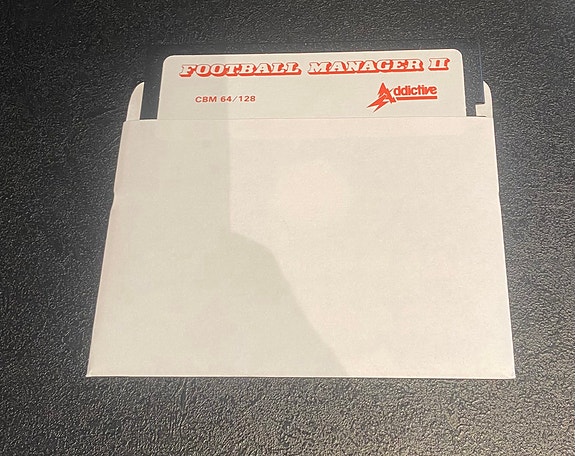 FOOTBALL MANAGER II
CBM 64/128
Addictive